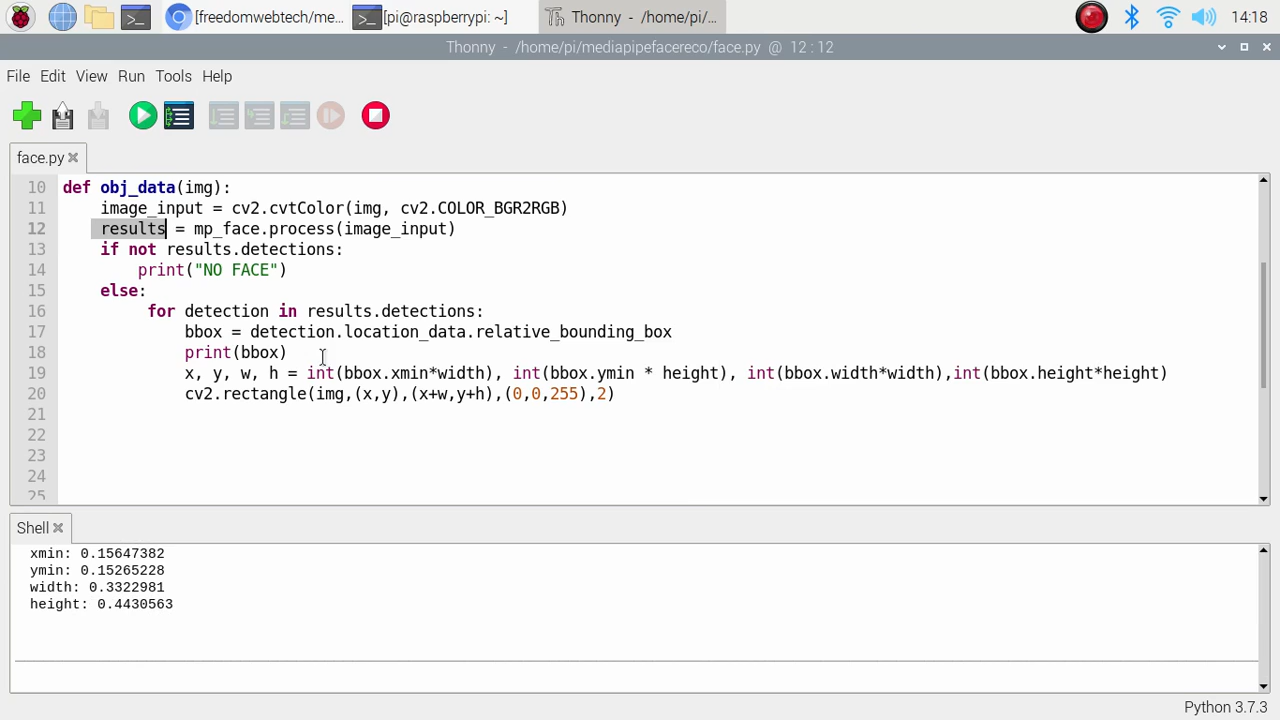 [freedomwebtech/me...
[pi@raspberrypi: ~]
Thonny - /home/pi/...
14:18
Thonny - /home/pi/mediapipefacereco/face.py @ 12 : 12
File Edit View Run Tools Help
face.py
10 def obj_data(img):
11 image_input = cv2.cvtColor(img, cv2.COLOR_BGR2RGB)
12 results = mp_face.process(image_input)
13 if not results.detections:
14 print("NO FACE")
15 else:
16 for detection in results.detections:
17 bbox = detection.location_data.relative_bounding_box
18 print(bbox)
19 x, y, w, h = int(bbox.xmin*width), int(bbox.ymin * height), int(bbox.width*width),int(bbox.height*height)
20 cv2.rectangle(img,(x,y),(x+w,y+h),(0,0,255),2)
21
22
23
24
25
Shell
xmin: 0.15647382
ymin: 0.15265228
width: 0.3322981
height: 0.4430563
Python 3.7.3